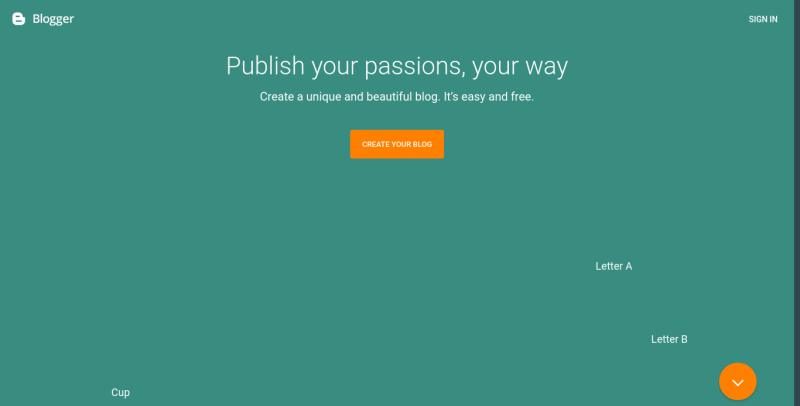 Blogger
SIGN IN
Publish your passions, your way
Create a unique and beautiful blog. It’s easy and free.
CREATE YOUR BLOG
Letter A
Letter B
Cup